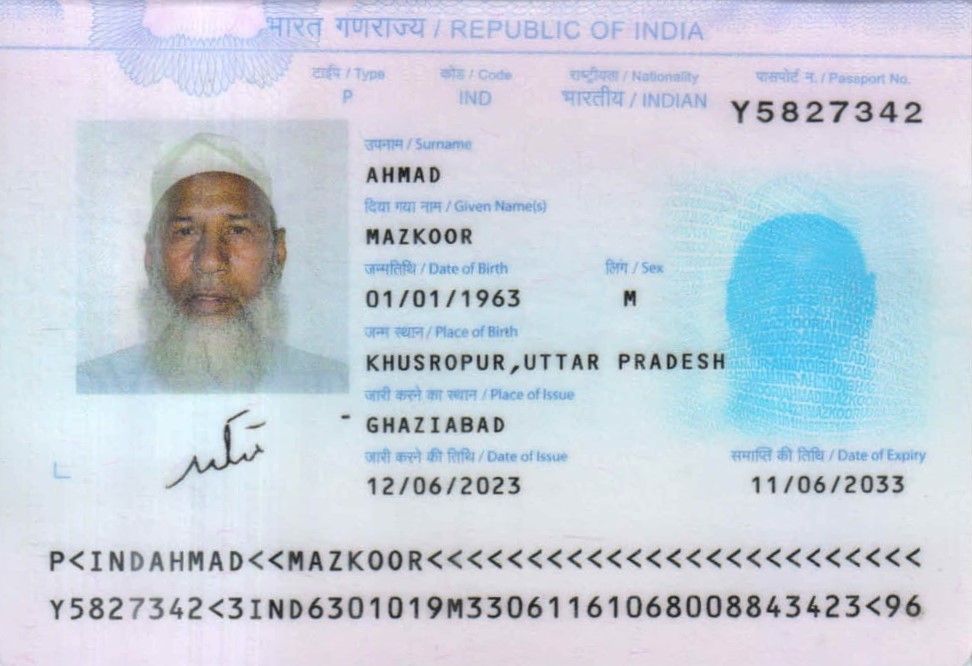 भारत गणराज्य / REPUBLIC OF INDIA
टाईप / Type कोड / Code राष्ट्रीयता / Nationality पासपोर्ट न. / Passport No.
P IND भारतीय / INDIAN Y5827342
उपनाम / Surname
AHMAD
दिया गया नाम / Given Name(s)
MAZKOOR
जन्मतिथि / Date of Birth लिंग / Sex
01/01/1963 M
जन्म स्थान / Place of Birth
KHUSROPUR,UTTAR PRADESH
जारी करने का स्थान / Place of Issue
GHAZIABAD
जारी करने की तिथि / Date of Issue समाप्ति की तिथि / Date of Expiry
12/06/2023 11/06/2033
P<INDAHMAD<<MAZKOOR<<<<<<<<<<<<<<<<<<<<<<<<<
Y5827342<3IND6301019M33061161068008843423<96